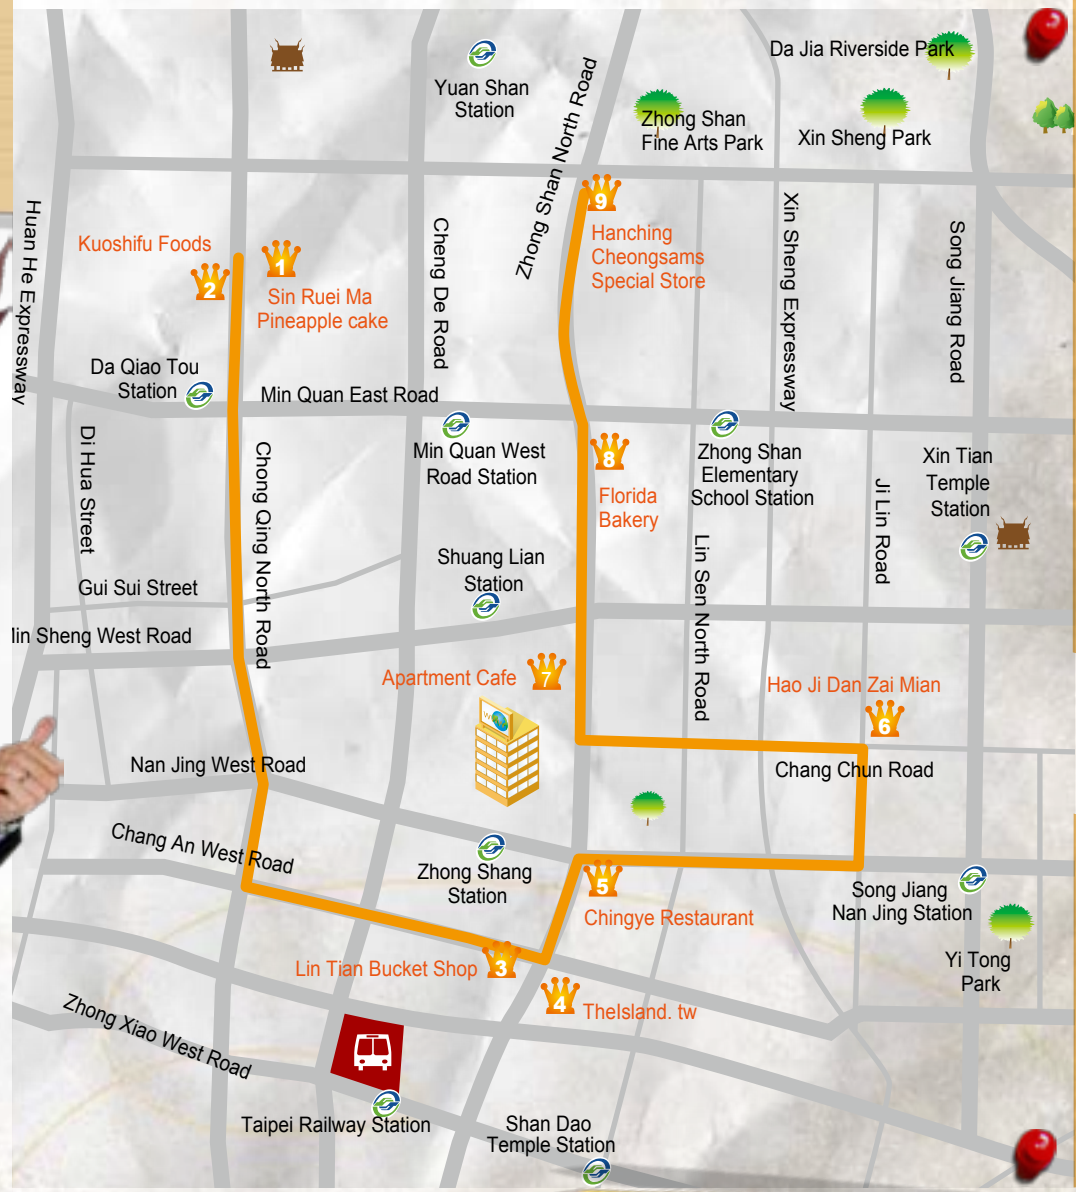 Da Jia Riverside Park
Yuan Shan
Station
Zhong Shan
Fine Arts Park
Xin Sheng Park
Zhong Shan North Road
9
Huan He Expressway
Kuoshifu Foods
1
2
Sin Ruei Ma
Pineapple cake
Cheng De Road
Hanching
Cheongsams
Special Store
Xin Sheng Expressway
Song Jiang Road
Da Qiao Tou
Station
Min Quan East Road
Di Hua Street
Chong Qing North Road
Min Quan West
Road Station
8
Florida
Bakery
Zhong Shan
Elementary
School Station
Ji Lin Road
Xin Tian
Temple
Station
Shuang Lian
Station
Lin Sen North Road
Gui Sui Street
lin Sheng West Road
Apartment Cafe
7
Hao Ji Dan Zai Mian
6
Nan Jing West Road
Chang Chun Road
Chang An West Road
Zhong Shang
Station
5
Chingye Restaurant
Song Jiang
Nan Jing Station
Yi Tong
Park
Lin Tian Bucket Shop
3
4
TheIsland. tw
Zhong Xiao West Road
Taipei Railway Station
Shan Dao
Temple Station